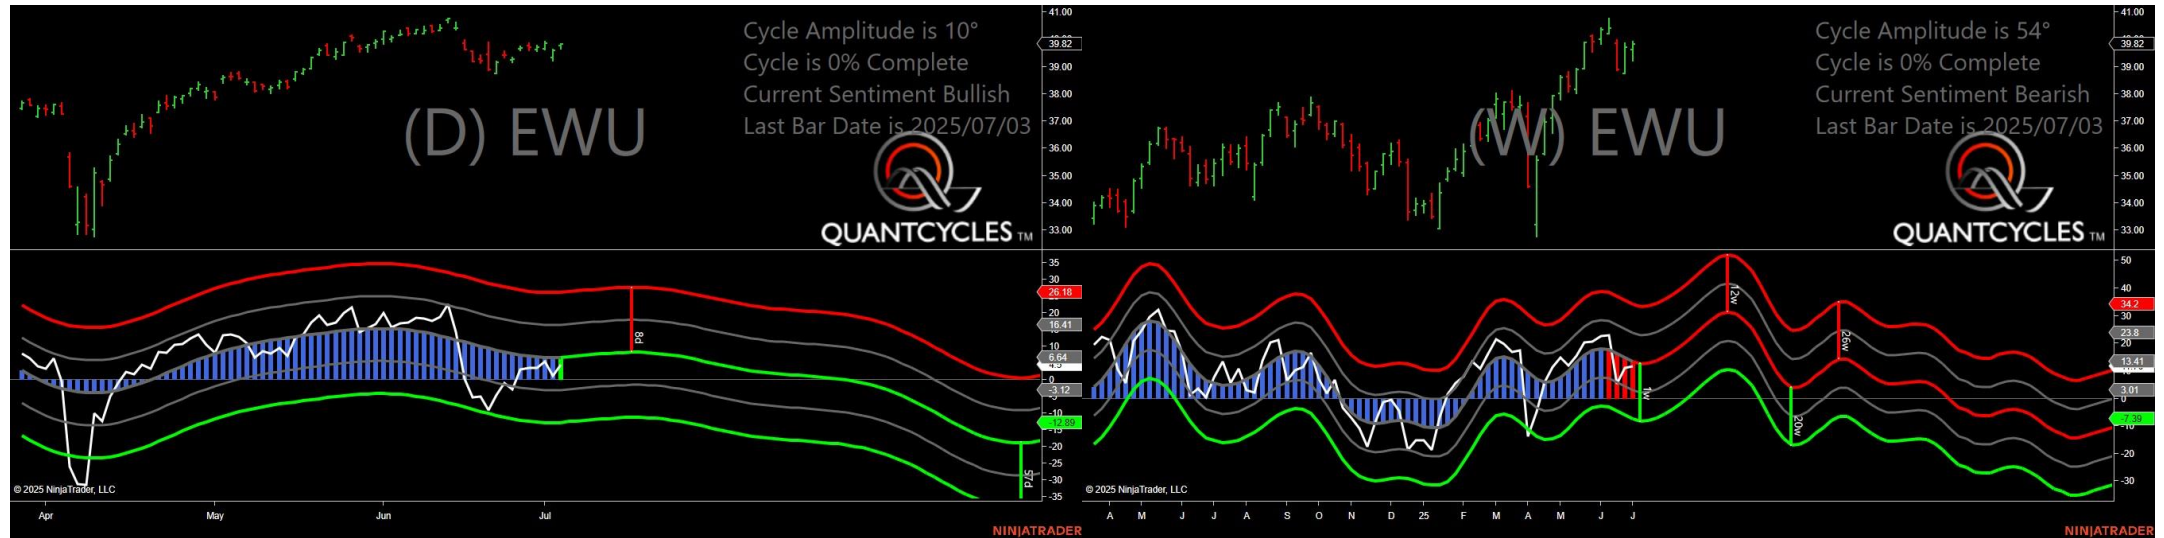 (D) EWU
Cycle Amplitude is 10°
Cycle is 0% Complete
Current Sentiment Bullish
Last Bar Date is 2025/07/03
QUANTCYCLES TM
41.00
39.82
39.00
38.00
37.00
36.00
35.00
34.00
33.00
35
30
26.18
20
16.41
10
6.64
4.5
0
-3.12
-10
-12.89
-15
-20
-25
-30
-35
8d
57d
© 2025 NinjaTrader, LLC
Apr May Jun Jul
NINJATRADER
(W) EWU
Cycle Amplitude is 54°
Cycle is 0% Complete
Current Sentiment Bearish
Last Bar Date is 2025/07/03
QUANTCYCLES TM
41.00
39.82
39.00
38.00
37.00
36.00
35.00
34.00
33.00
50
40
34.2
30
23.8
20
13.41
3.01
0
-7.39
-10
-20
-30
12w
26w
1w
20w
© 2025 NinjaTrader, LLC
A M J J A S O N D 25 F M A M J J
NINJATRADER